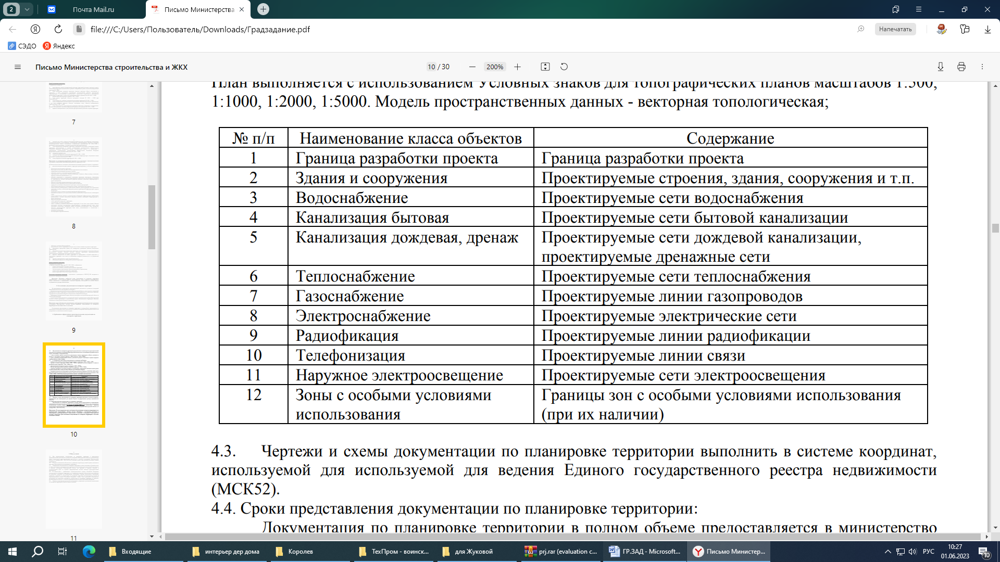 2
Почта Mail.ru
Письмо Министерства
file:///C:/Users/Пользователь/Downloads/Градзадание.pdf
Напечатать
СЭДО
Яндекс
Письмо Министерства строительства и ЖКХ
10 / 30
200%
7
8
9
10
11
План выполняется с использованием Условных знаков для топографических планов масштабов 1:500,
1:1000, 1:2000, 1:5000. Модель пространственных данных - векторная топологическая;
№ п/п Наименование класса объектов Содержание
1 Граница разработки проекта Граница разработки проекта
2 Здания и сооружения Проектируемые строения, здания, сооружения и т.п.
3 Водоснабжение Проектируемые сети водоснабжения
4 Канализация бытовая Проектируемые сети бытовой канализации
5 Канализация дождевая, дренаж Проектируемые сети дождевой канализации,
проектируемые дренажные сети
6 Теплоснабжение Проектируемые сети теплоснабжения
7 Газоснабжение Проектируемые линии газопроводов
8 Электроснабжение Проектируемые электрические сети
9 Радиофикация Проектируемые линии радиофикации
10 Телефонизация Проектируемые линии связи
11 Наружное электроосвещение Проектируемые сети электроосвещения
12 Зоны с особыми условиями Границы зон с особыми условиями использования
использования (при их наличии)
4.3. Чертежи и схемы документации по планировке территории выполнить в системе координат,
используемой для используемой для ведения Единого государственного реестра недвижимости
(МСК52).
4.4. Сроки представления документации по планировке территории:
Документация по планировке территории в полном объеме предоставляется в министерство
Входящие
интерьер дер дома
Королев
ТехПром - воинск...
для Жуковой
prj.rar (evaluation c...
ГР.ЗАД - Microsoft...
Письмо Министер...
РУС
10:27
01.06.2023
10